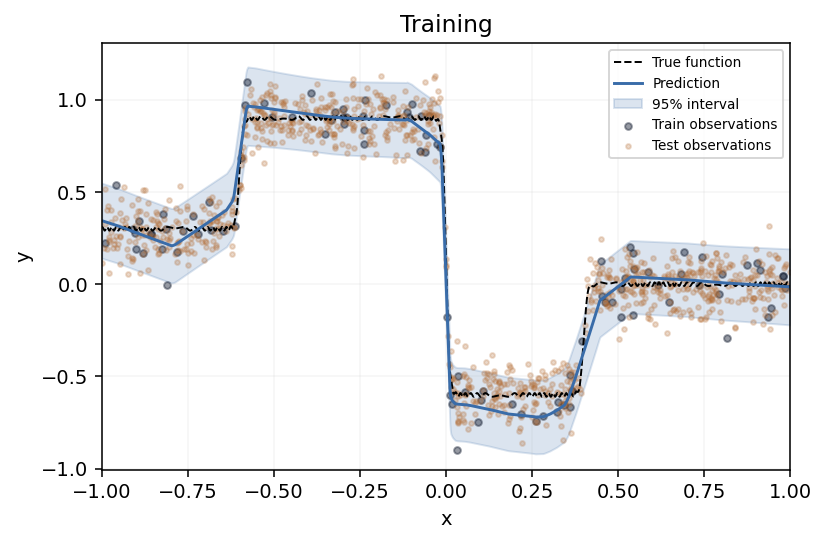 Training
True function
Prediction
95% interval
Train observations
Test observations
1.0
0.5
0.0
−0.5
−1.0
y
−1.00 −0.75 −0.50 −0.25 0.00 0.25 0.50 0.75 1.00
x